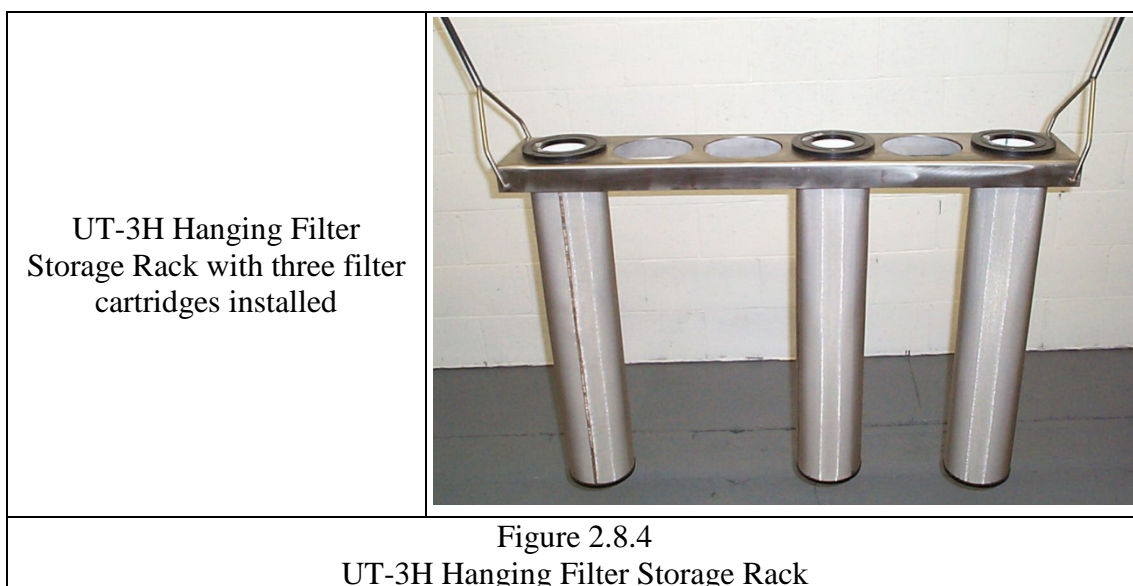 UT-3H Hanging Filter
Storage Rack with three filter
cartridges installed
Figure 2.8.4
UT-3H Hanging Filter Storage Rack